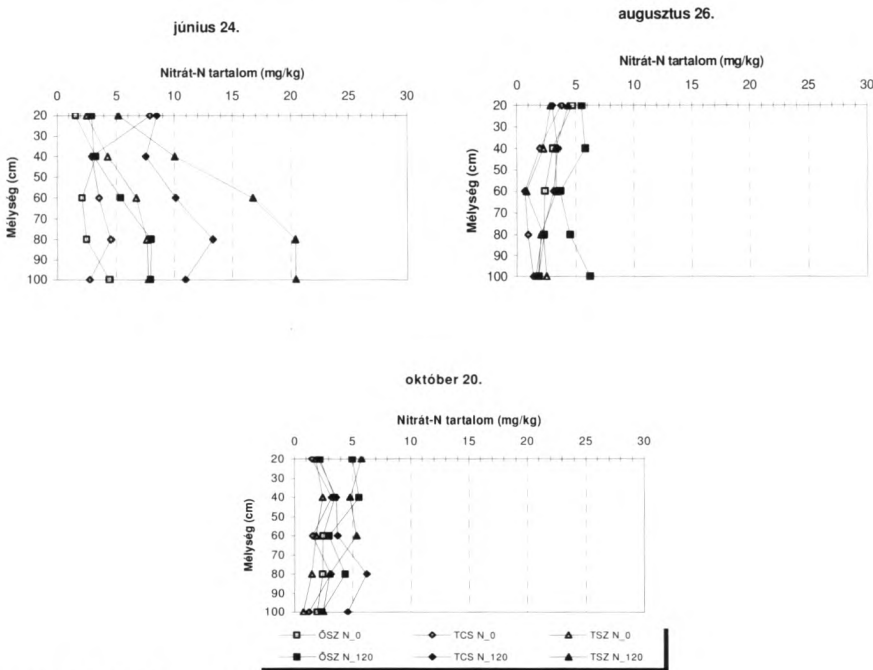 június 24.
Nitrát-N tartalom (mg/kg)
0 5 10 15 20 25 30
Mélység (cm)
20
30
40
50
60
70
80
90
100
augusztus 26.
Nitrát-N tartalom (mg/kg)
0 5 10 15 20 25 30
Mélység (cm)
20
30
40
50
60
70
80
90
100
október 20.
Nitrát-N tartalom (mg/kg)
0 5 10 15 20 25 30
Mélység (cm)
20
30
40
50
60
70
80
90
100
ŐSZ N_0 TCS N_0 TSZ N_0
ŐSZ N_120 TCS N_120 TSZ N_120